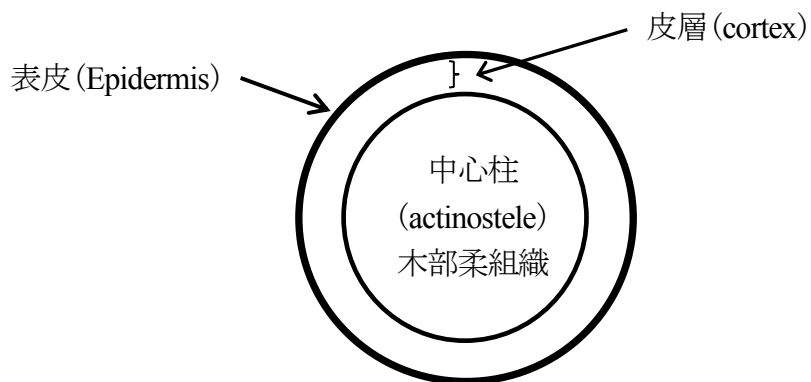 皮層(cortex)
表皮(Epidermis)
中心柱
(actinostele)
木部柔組織